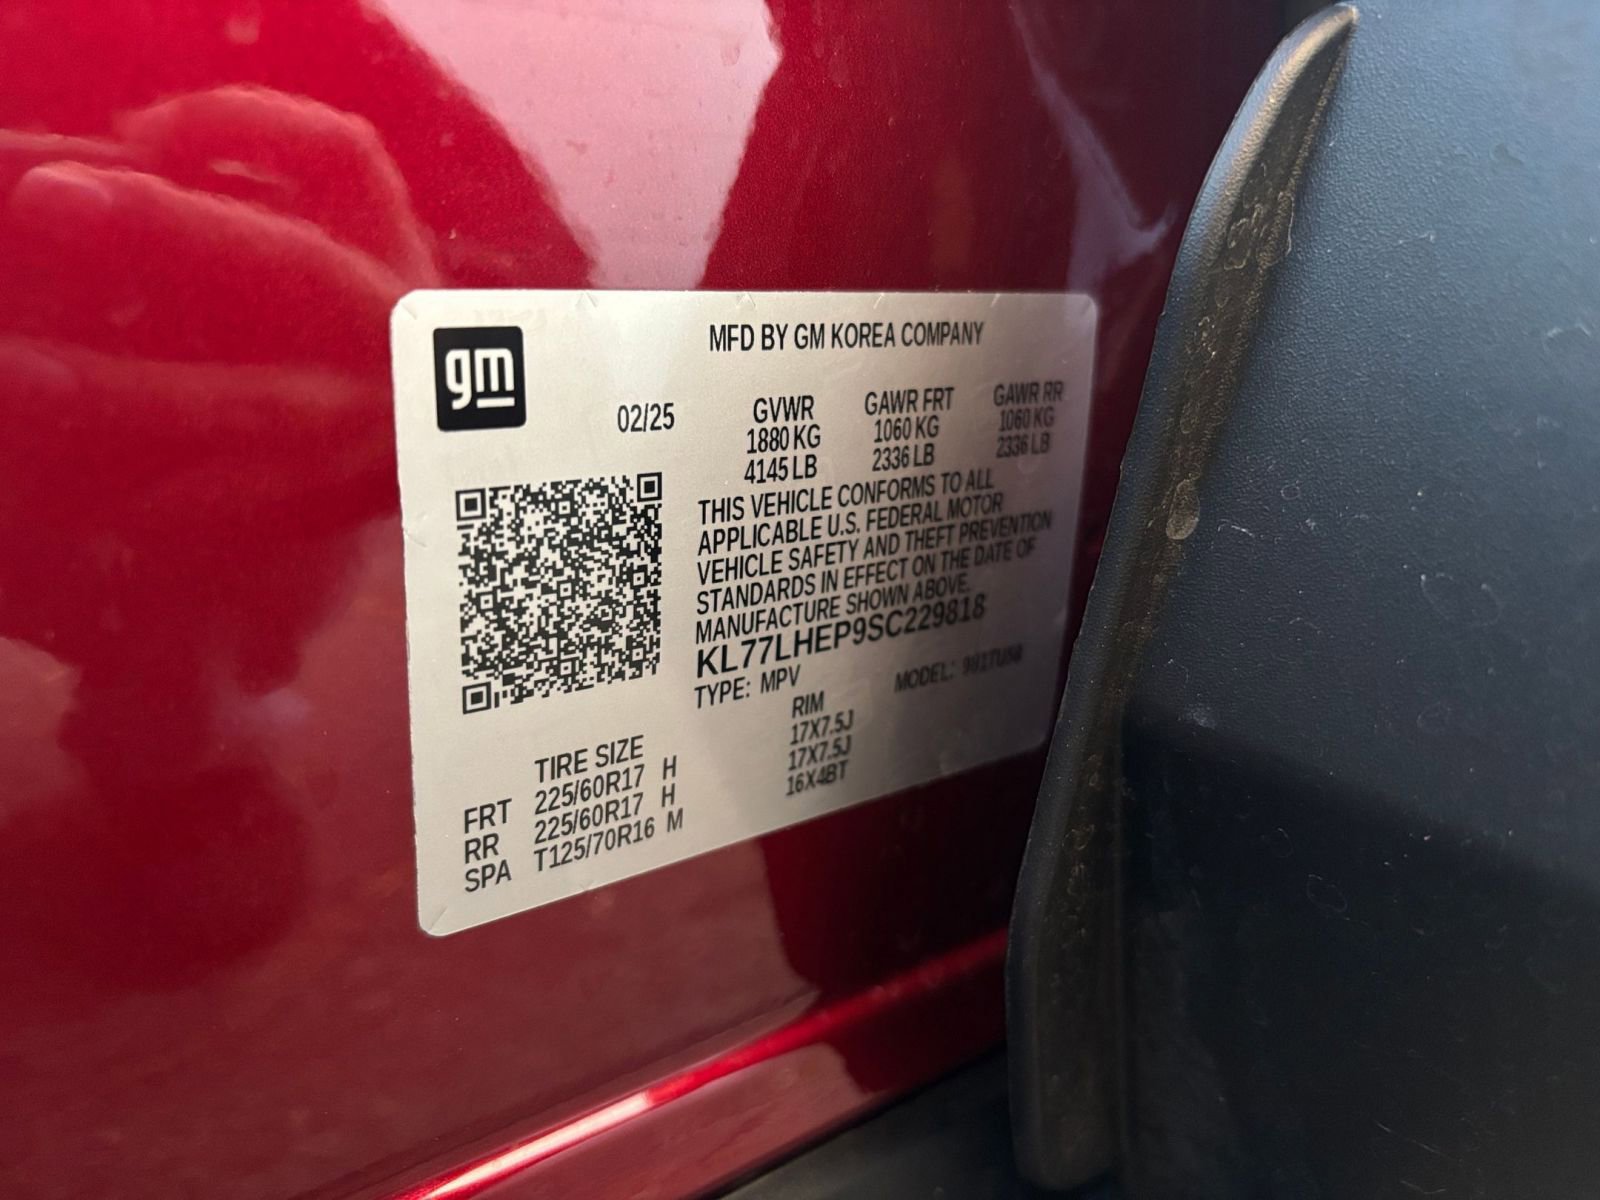 gm
MFD BY GM KOREA COMPANY
02/25
GVWR
1880 KG
4145 LB
GAWR FRT
1060 KG
2336 LB
GAWR RR
1060 KG
2336 LB
THIS VEHICLE CONFORMS TO ALL
APPLICABLE U.S. FEDERAL MOTOR
VEHICLE SAFETY AND THEFT PREVENTION
STANDARDS IN EFFECT ON THE DATE OF
MANUFACTURE SHOWN ABOVE.
KL77LHEP9SC229818
TYPE: MPV MODEL:
TIRE SIZE RIM
FRT 225/60R17 H 17X7.5J
RR 225/60R17 H 17X7.5J
SPA T125/70R16 M 16X4BT